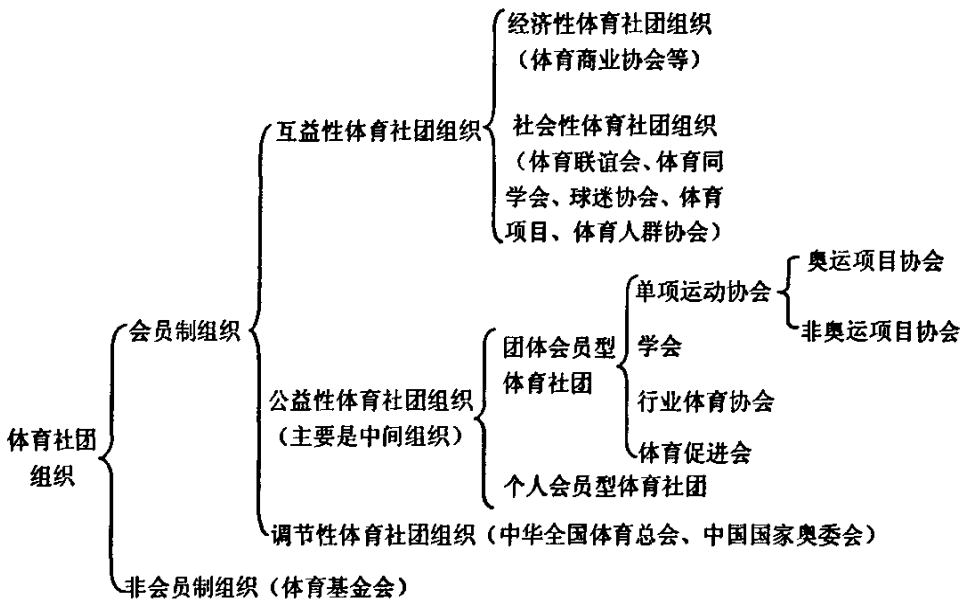 经济性体育社团组织
（体育商业协会等）
互益性体育社团组织
社会性体育社团组织
（体育联谊会、体育同
学会、球迷协会、体育
项目、体育人群协会）
奥运项目协会
单项运动协会
非奥运项目协会
会员制组织
团体会员型
体育社团
学会
公益性体育社团组织
（主要是中间组织）
行业体育协会
体育促进会
体育社团
组织
个人会员型体育社团
调节性体育社团组织（中华全国体育总会、中国国家奥委会）
非会员制组织（体育基金会）